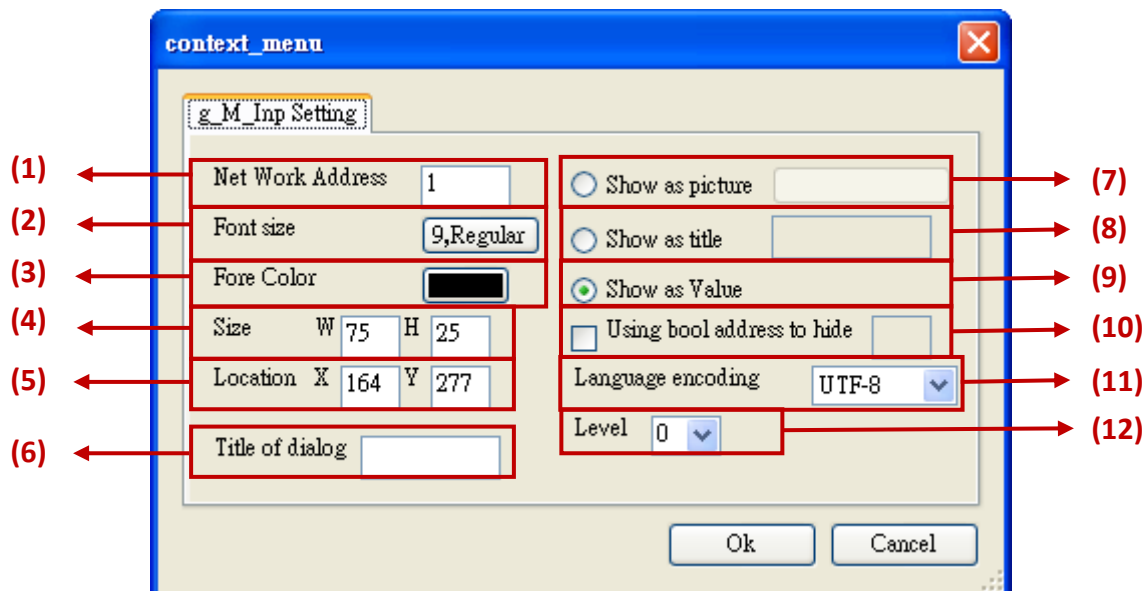 context_menu
g_M_Inp Setting
(1) Net Work Address 1
(2) Font size 9,Regular
(3) Fore Color
(4) Size W 75 H 25
(5) Location X 164 Y 277
(6) Title of dialog
Show as picture (7)
Show as title (8)
Show as Value (9)
Using bool address to hide (10)
Language encoding UTF-8 (11)
Level 0 (12)
Ok Cancel